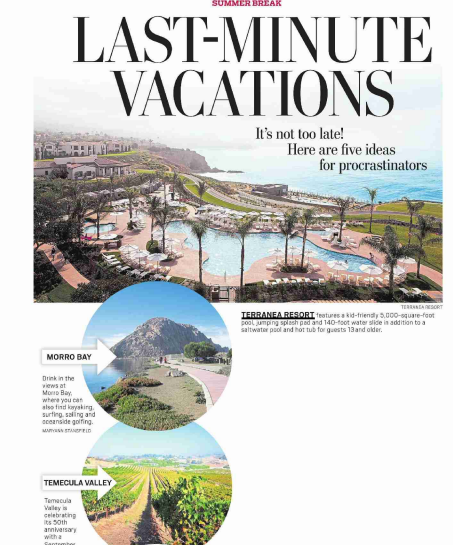 SUMMER BREAK
LAST-MINUTE
VACATIONS
It's not too late!
Here are five ideas
for procrastinators
TERRANEA RESORT
TERRANEA RESORT features a kid-friendly 5,000-square-foot
pool, jumping splash pad and 140-foot water slide in addition to a
saltwater pool and hot tub for guests 13 and older.
MORRO BAY
Drink in the
views at
Morro Bay,
where you can
also find kayaking,
surfing, sailing and
oceanside golfing.
MARYANN STANSFIELD
TEMECULA VALLEY
Temecula
Valley is
celebrating
its 50th
anniversary
with a
September